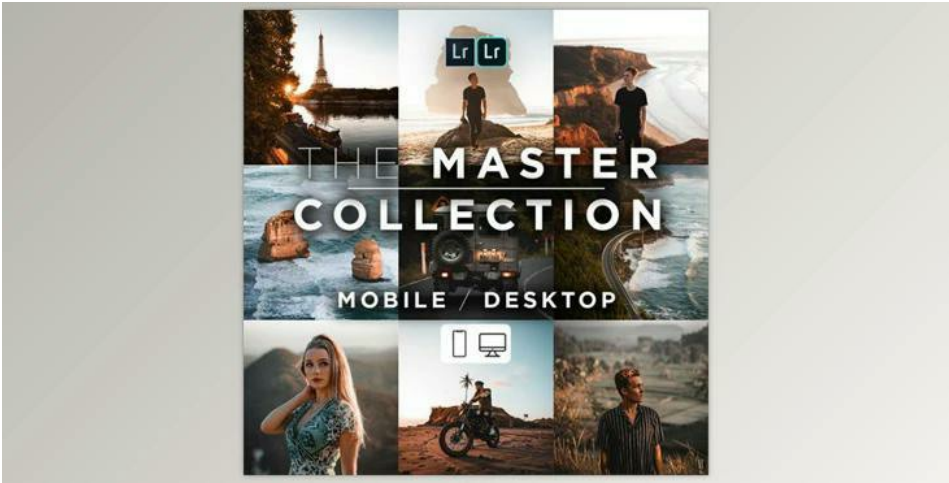 Lr Lr
THE MASTER
COLLECTION
MOBILE / DESKTOP